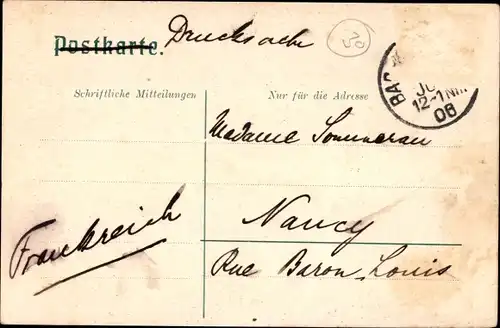 Postkarte. Drucksache
Schriftliche Mitteilungen
Nur für die Adresse
BA
JU
12-1 Nm.
06
Madame Sommerau
Nancy
Rue Baron Louis
Frankreich